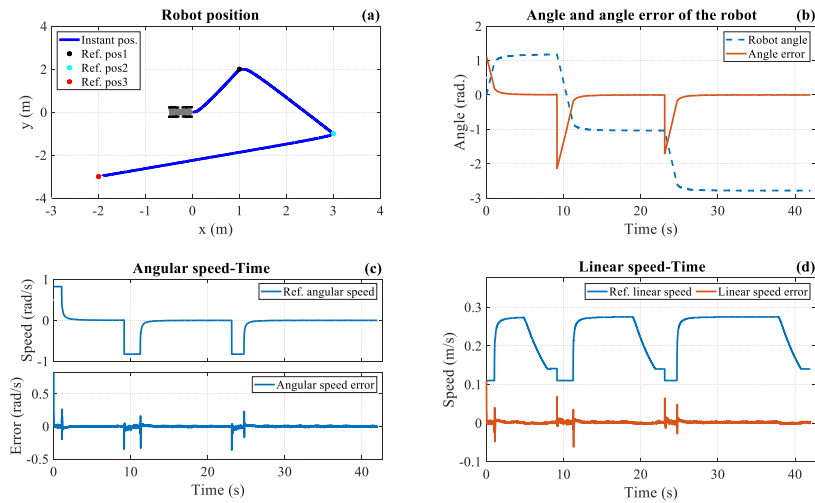 Robot position
(a)
Instant pos.
Ref. pos1
Ref. pos2
Ref. pos3
4
2
0
-2
-4
y (m)
-3
-2
-1
0
1
2
3
4
x (m)
Angle and angle error of the robot
(b)
Robot angle
Angle error
2
1
0
-1
-2
-3
Angle (rad.)
0
10
20
30
40
Time (s)
Angular speed-Time
(c)
Ref. angular speed
1
0
-1
Speed (rad/s)
Angular speed error
0.5
0
-0.5
Error (rad/s)
0
10
20
30
40
Time (s)
Linear speed-Time
(d)
Ref. linear speed
Linear speed error
0.3
0.2
0.1
0
-0.1
Speed (m/s)
0
10
20
30
40
Time (s)